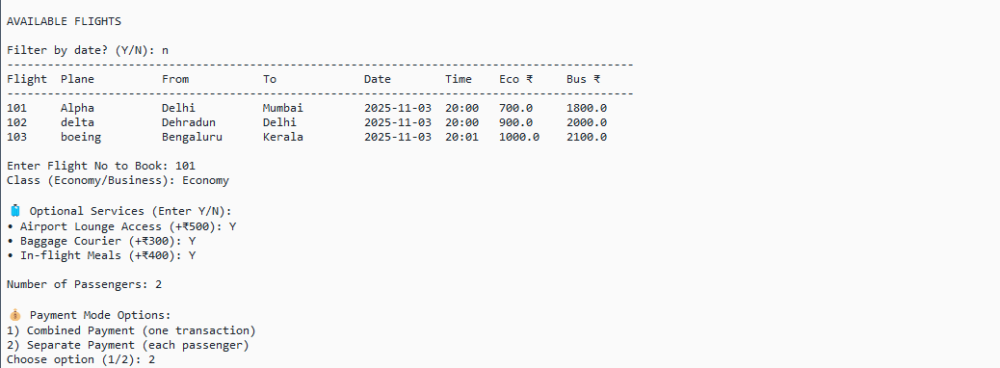 AVAILABLE FLIGHTS
Filter by date? (Y/N): n
---------------------------------------------------------------------------------------------
Flight  Plane          From           To             Date        Time    Eco ₹     Bus ₹
---------------------------------------------------------------------------------------------
101     Alpha          Delhi          Mumbai         2025-11-03  20:00   700.0     1800.0
102     delta          Dehradun       Delhi          2025-11-03  20:00   900.0     2000.0
103     boeing         Bengaluru      Kerala         2025-11-03  20:01   1000.0    2100.0
Enter Flight No to Book: 101
Class (Economy/Business): Economy
🧳 Optional Services (Enter Y/N):
• Airport Lounge Access (+₹500): Y
• Baggage Courier (+₹300): Y
• In-flight Meals (+₹400): Y
Number of Passengers: 2
💰 Payment Mode Options:
1) Combined Payment (one transaction)
2) Separate Payment (each passenger)
Choose option (1/2): 2